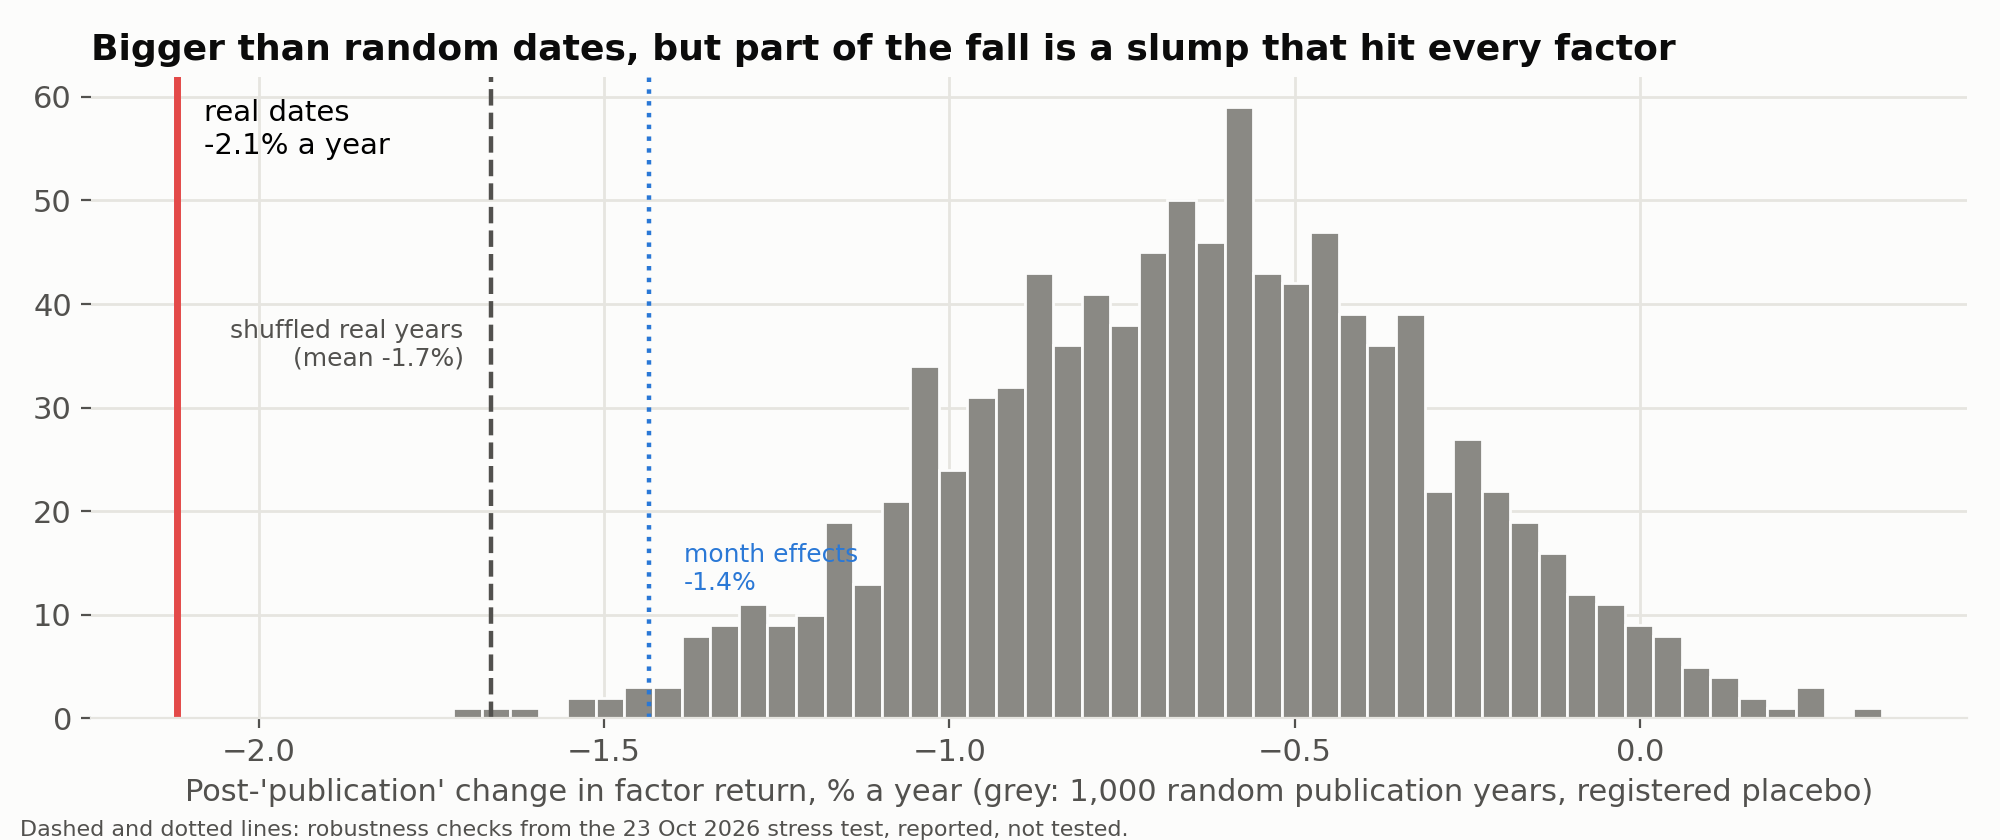 Bigger than random dates, but part of the fall is a slump that hit every factor
60
50
40
30
20
10
0
real dates
-2.1% a year
shuffled real years
(mean -1.7%)
month effects
-1.4%
−2.0
−1.5
−1.0
−0.5
0.0
Post-'publication' change in factor return, % a year (grey: 1,000 random publication years, registered placebo)
Dashed and dotted lines: robustness checks from the 23 Oct 2026 stress test, reported, not tested.